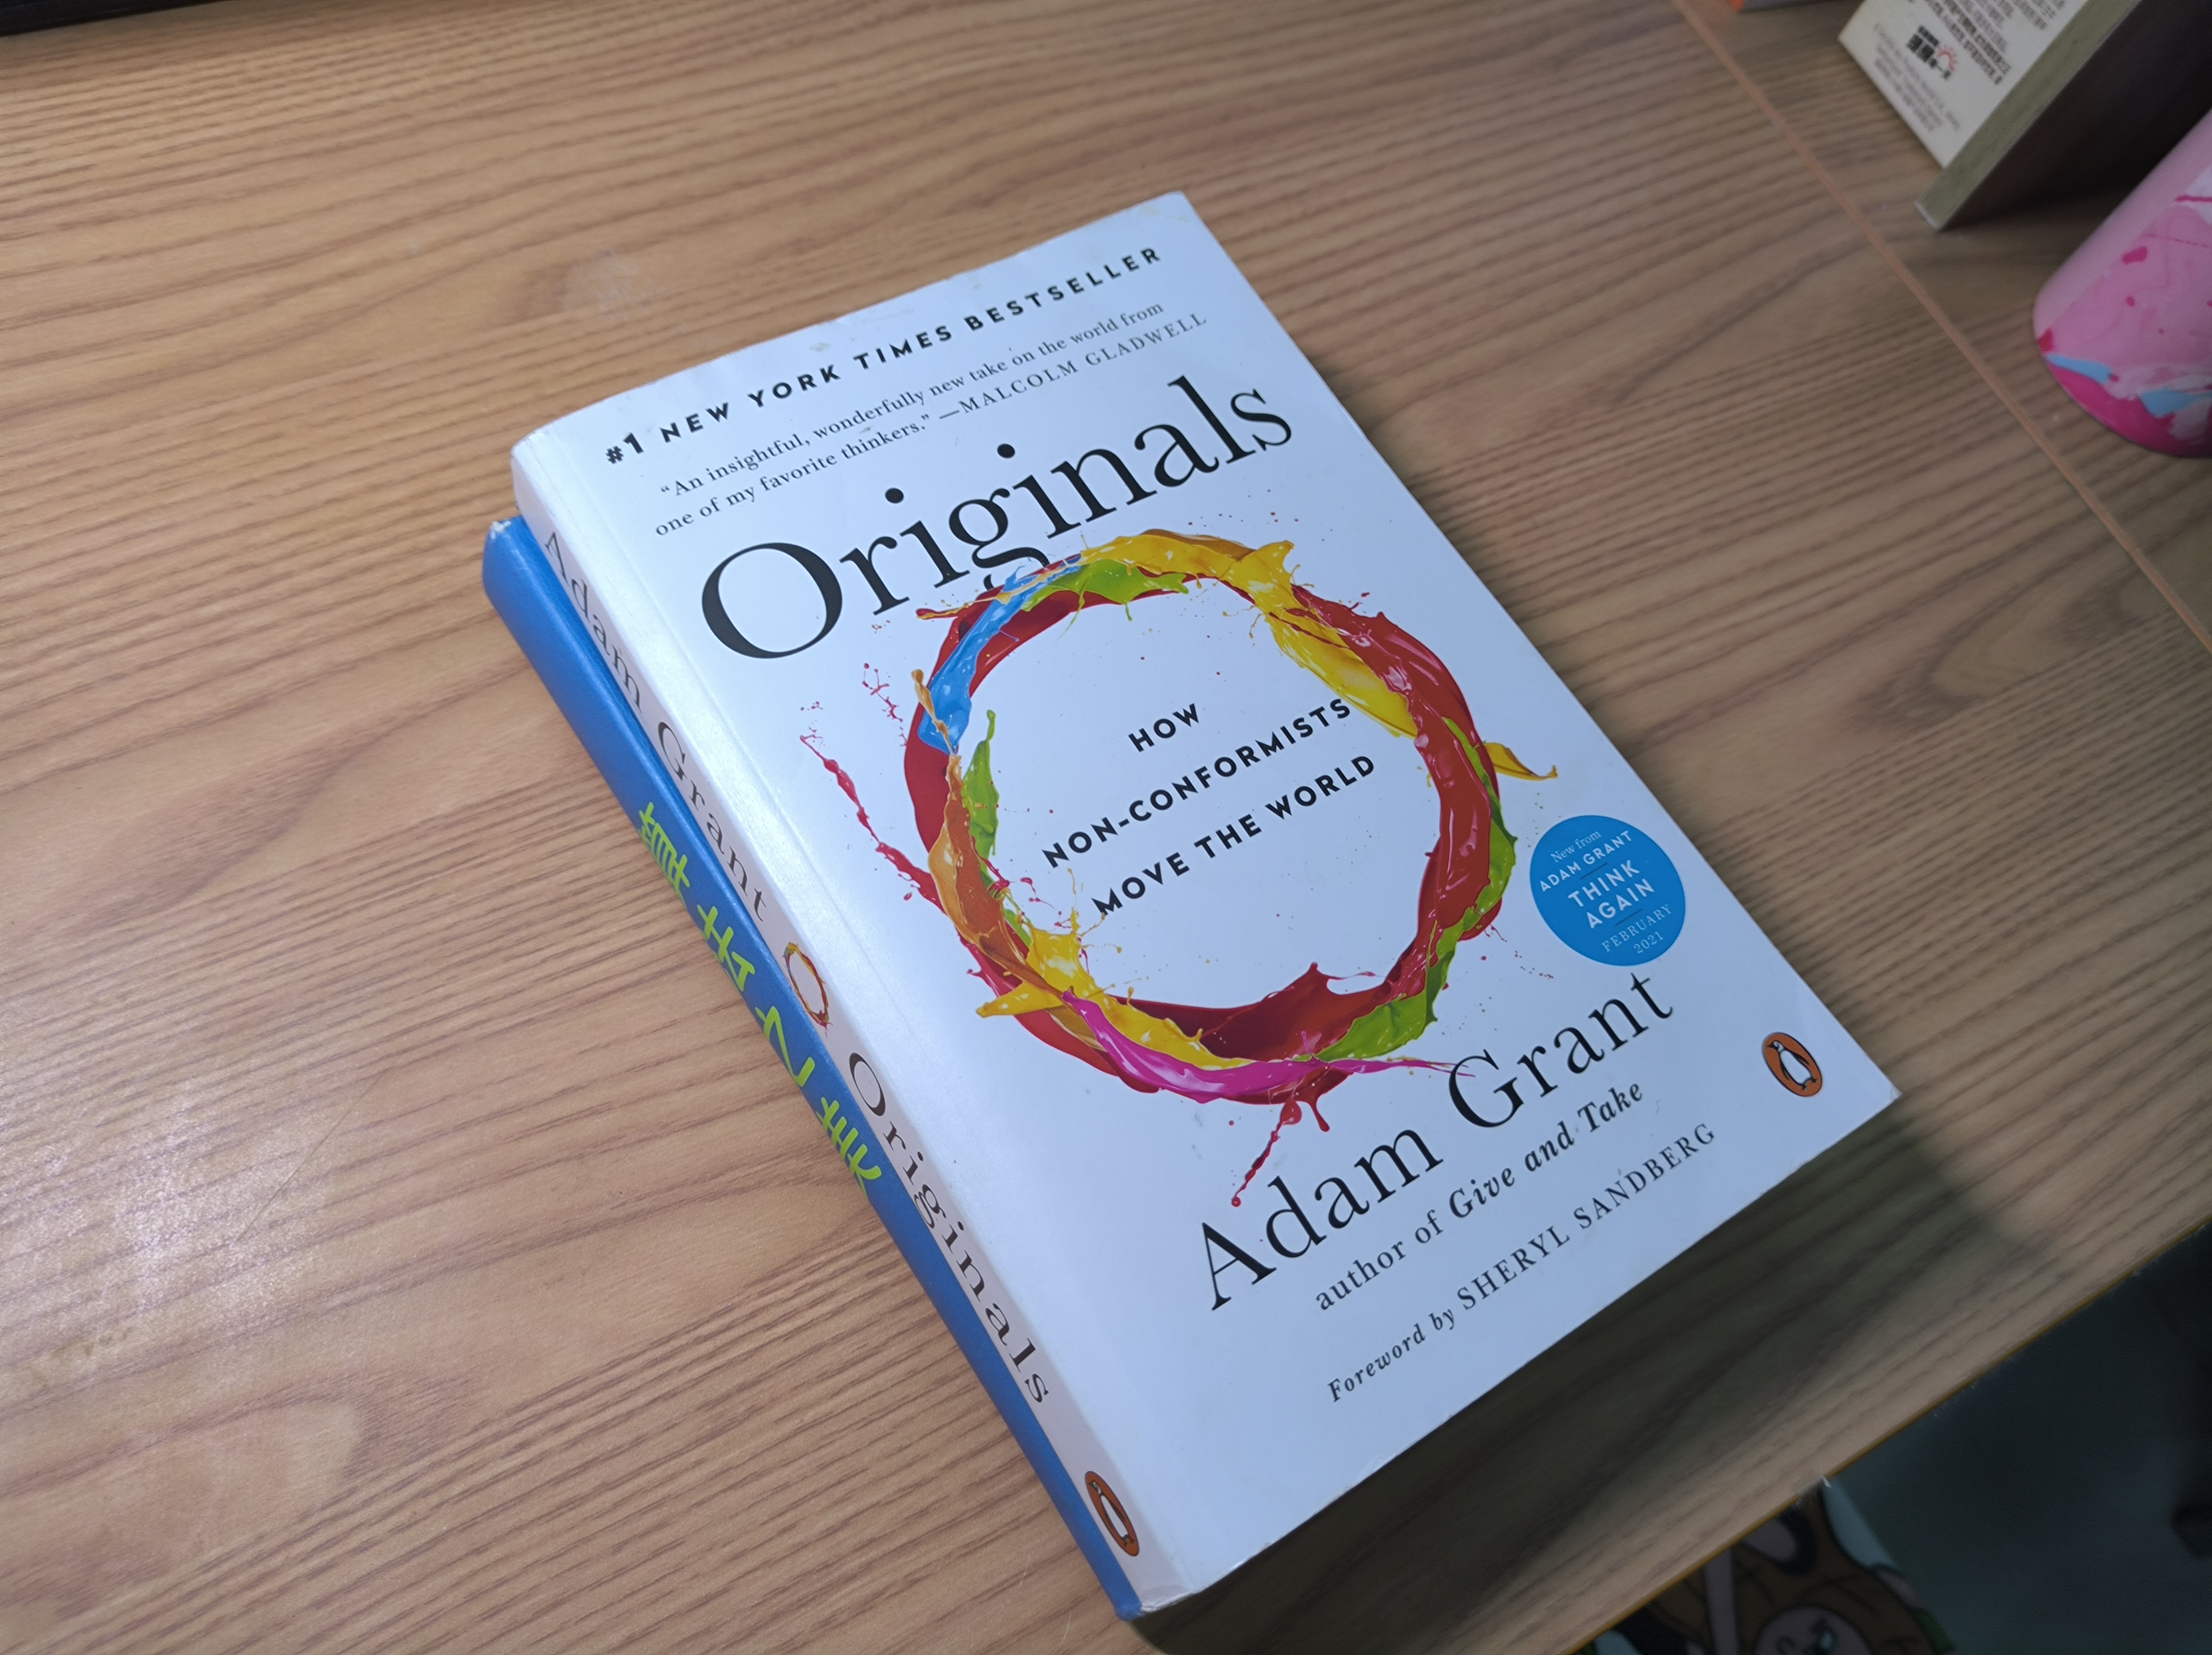 #1 NEW YORK TIMES BESTSELLER
“An insightful, wonderfully new take on the world from
one of my favorite thinkers.” —MALCOLM GLADWELL
Originals
HOW
NON-CONFORMISTS
MOVE THE WORLD
New from
ADAM GRANT
THINK
AGAIN
FEBRUARY
2021
Adam Grant
author of Give and Take
Foreword by SHERYL SANDBERG
Adam Grant Originals